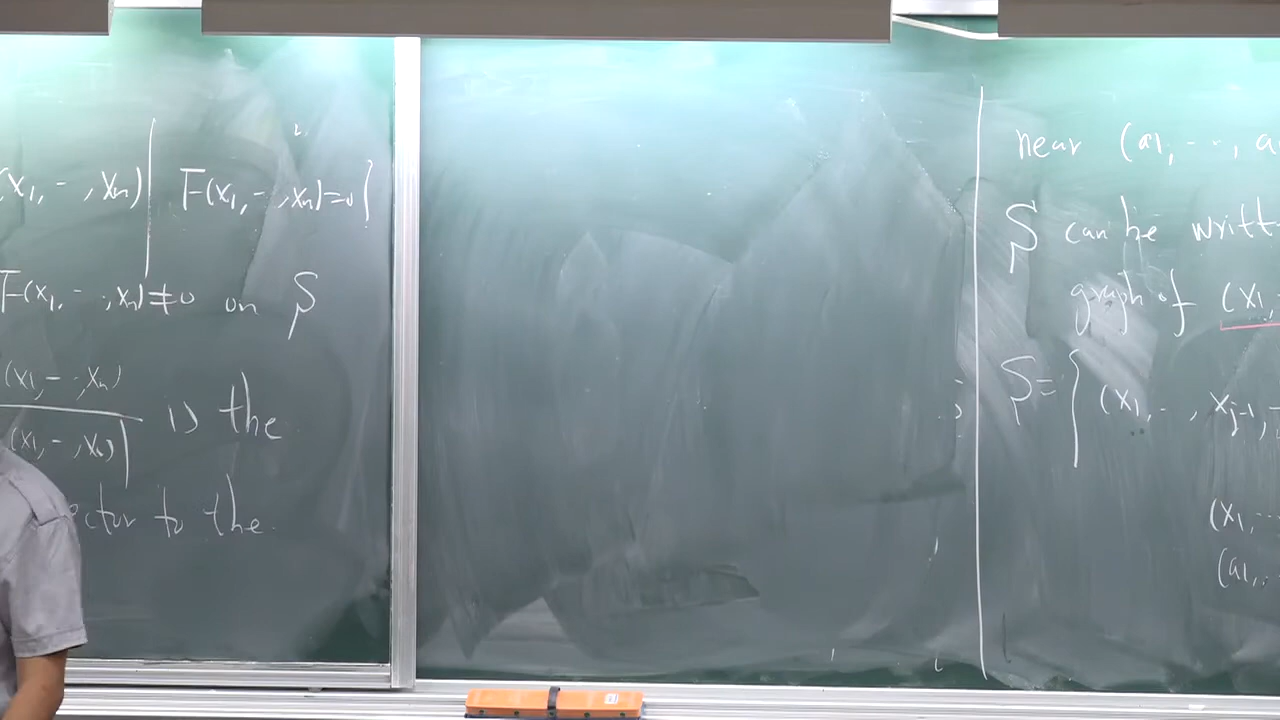 (x1, - , xn) | F(x1, - , xn)=0}
F(x1, - , xn)≠0 on S
(x1, - , xn)
(x1, - , xn)| is the
ctor to the
near (a1, - - , a
S can be writt
graph of (x1,
S = { (x1, - , xj-1,
(x1, -
(a1, ..